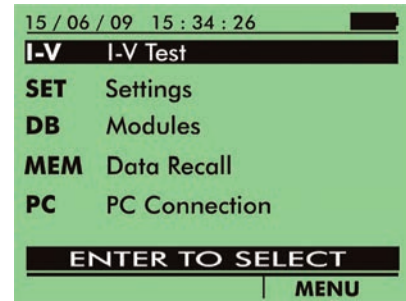 15 / 06 / 09 15 : 34 : 26
I-V I-V Test
SET Settings
DB Modules
MEM Data Recall
PC PC Connection
ENTER TO SELECT
MENU